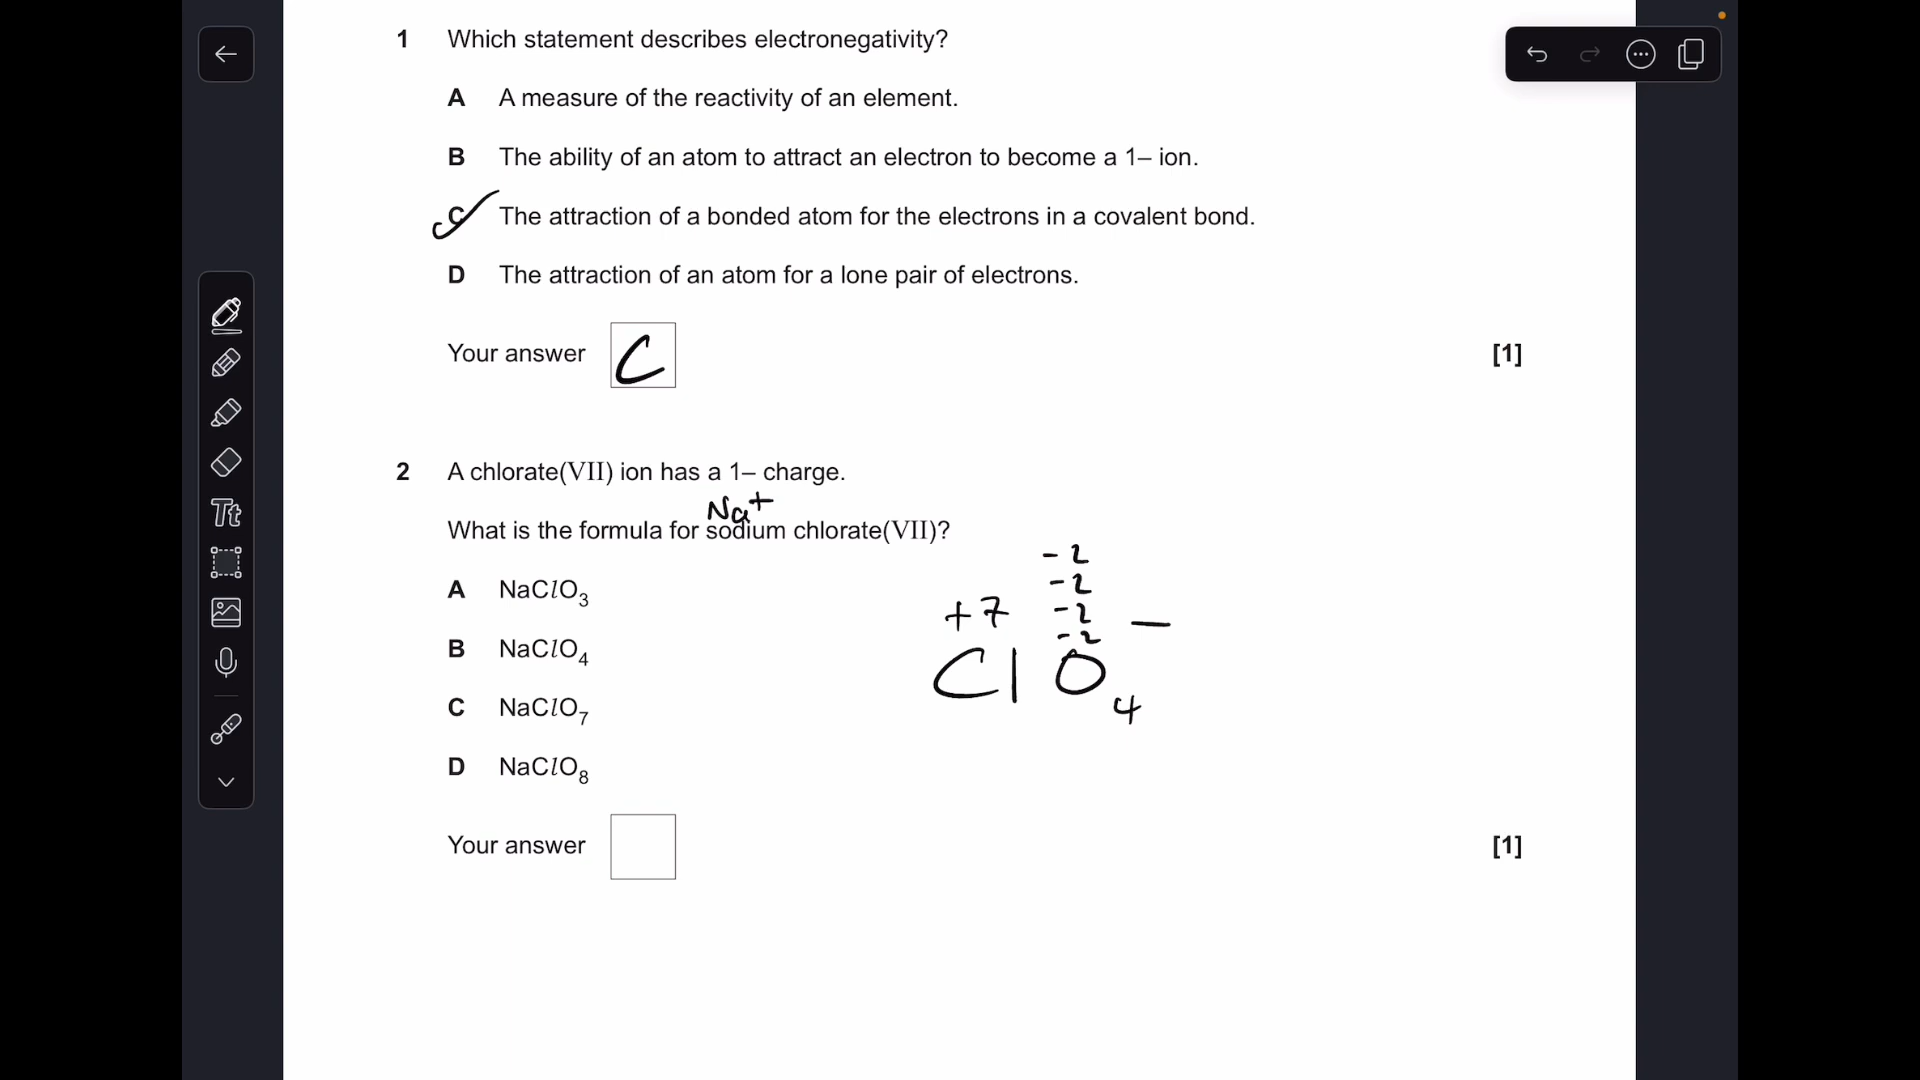 1 Which statement describes electronegativity?
A A measure of the reactivity of an element.
B The ability of an atom to attract an electron to become a 1– ion.
C The attraction of a bonded atom for the electrons in a covalent bond.
D The attraction of an atom for a lone pair of electrons.
Your answer C [1]
2 A chlorate(VII) ion has a 1– charge.
Na+
What is the formula for sodium chlorate(VII)?
-2
-2
A NaClO3
+7 -2 –
-2
B NaClO4
Cl O4
C NaClO7
D NaClO8
Your answer [1]
Tt